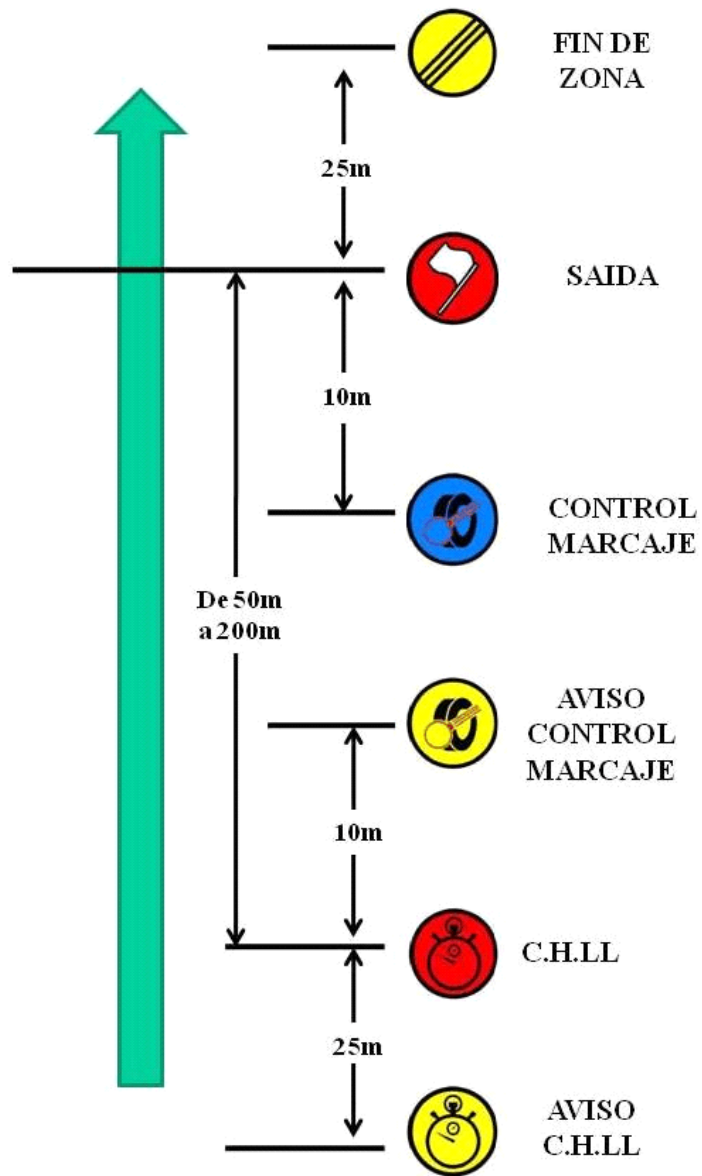 FIN DE
ZONA
25m
SAIDA
10m
CONTROL
MARCAJE
De 50m
a 200m
AVISO
CONTROL
MARCAJE
10m
C.H.LL
25m
AVISO
C.H.LL